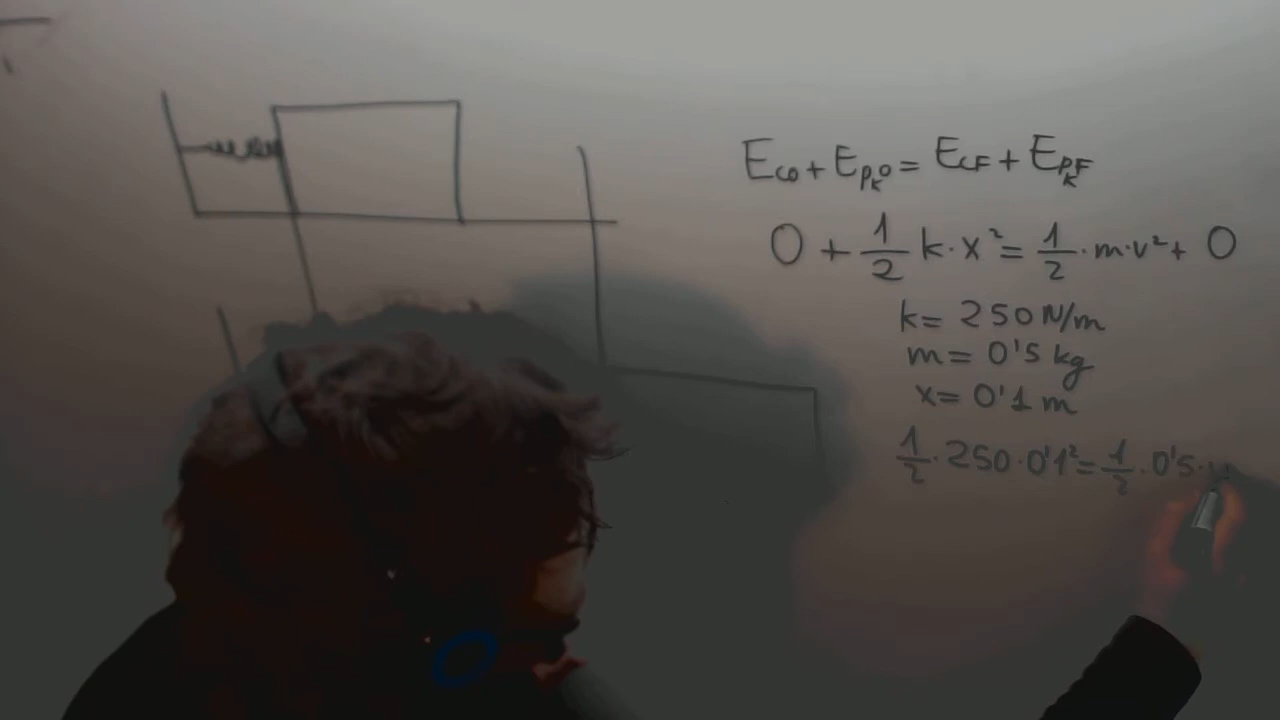 Eco + Epₖo = EcF + EpₖF
0 + 1/2 k · x² = 1/2 · m · v² + 0
k = 250 N/m
m = 0'5 kg
x = 0'1 m
1/2 · 250 · 0'1² = 1/2 · 0'5 ·